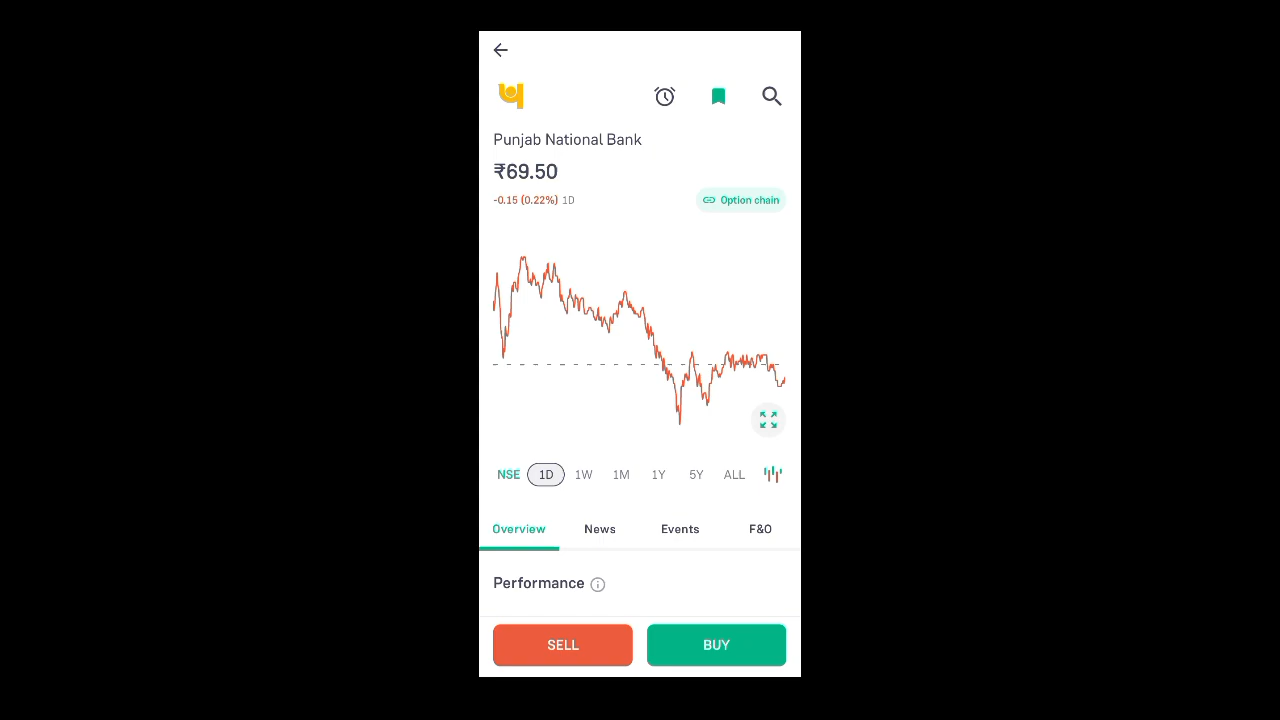 Punjab National Bank
₹69.50
-0.15 (0.22%) 1D
Option chain
NSE 1D 1W 1M 1Y 5Y ALL
Overview News Events F&O
Performance
SELL BUY